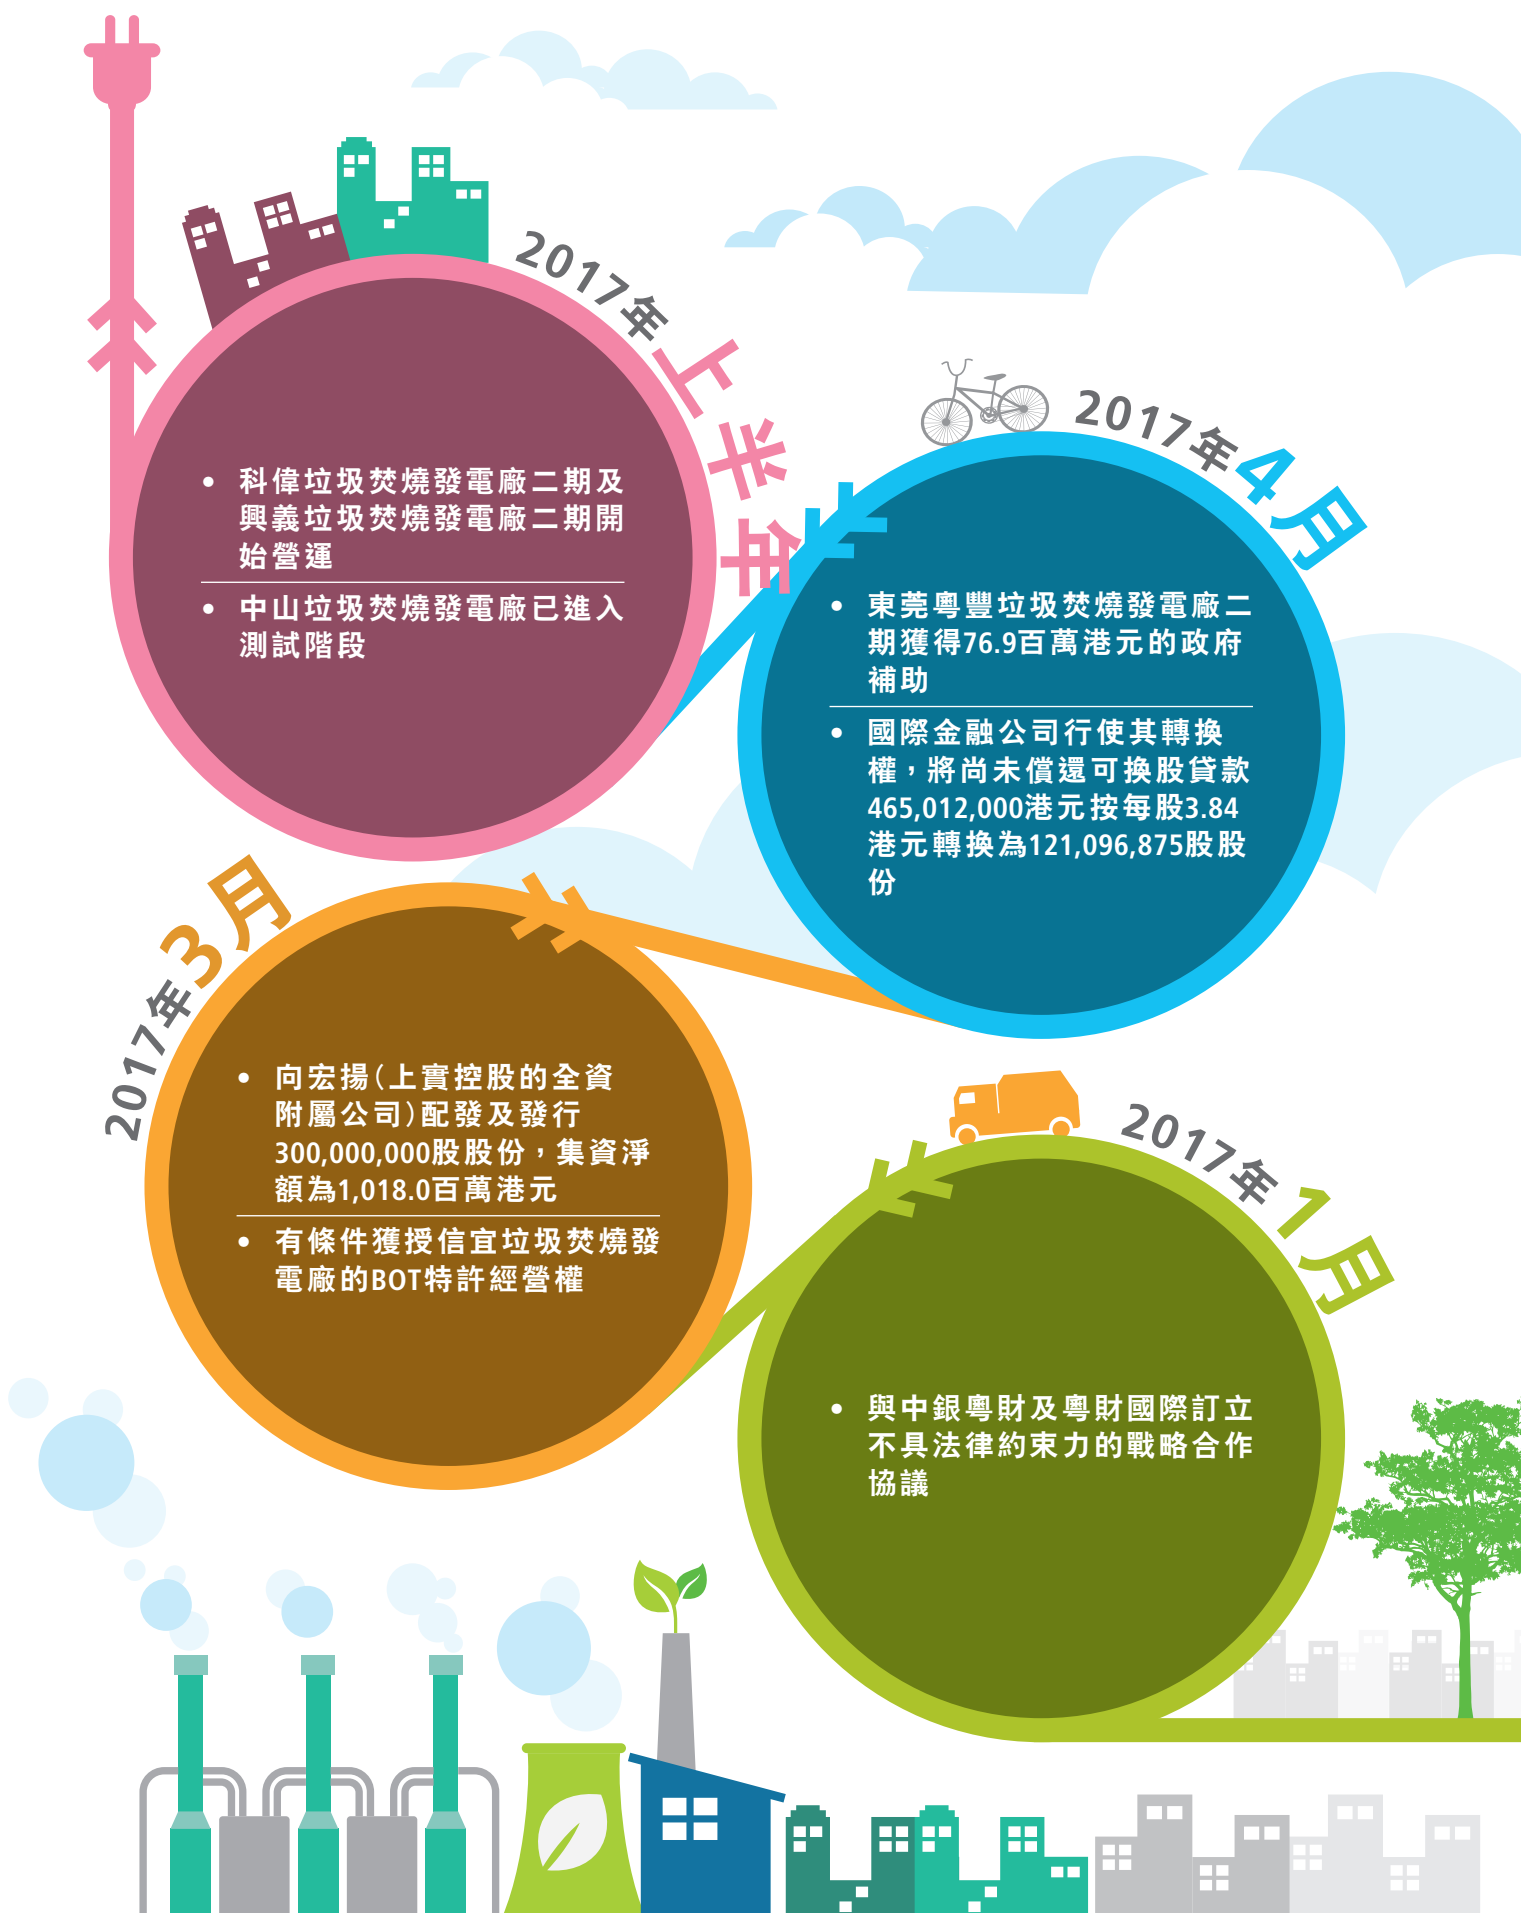 2017年上半年
• 科偉垃圾焚燒發電廠二期及
興義垃圾焚燒發電廠二期開
始營運
• 中山垃圾焚燒發電廠已進入
測試階段
2017年4月
• 東莞粵豐垃圾焚燒發電廠二
期獲得76.9百萬港元的政府
補助
• 國際金融公司行使其轉換
權，將尚未償還可換股貸款
465,012,000港元按每股3.84
港元轉換為121,096,875股股
份
2017年3月
• 向宏揚（上實控股的全資
附屬公司）配發及發行
300,000,000股股份，集資淨
額為1,018.0百萬港元
• 有條件獲授信宜垃圾焚燒發
電廠的BOT特許經營權
2017年1月
• 與中銀粵財及粵財國際訂立
不具法律約束力的戰略合作
協議